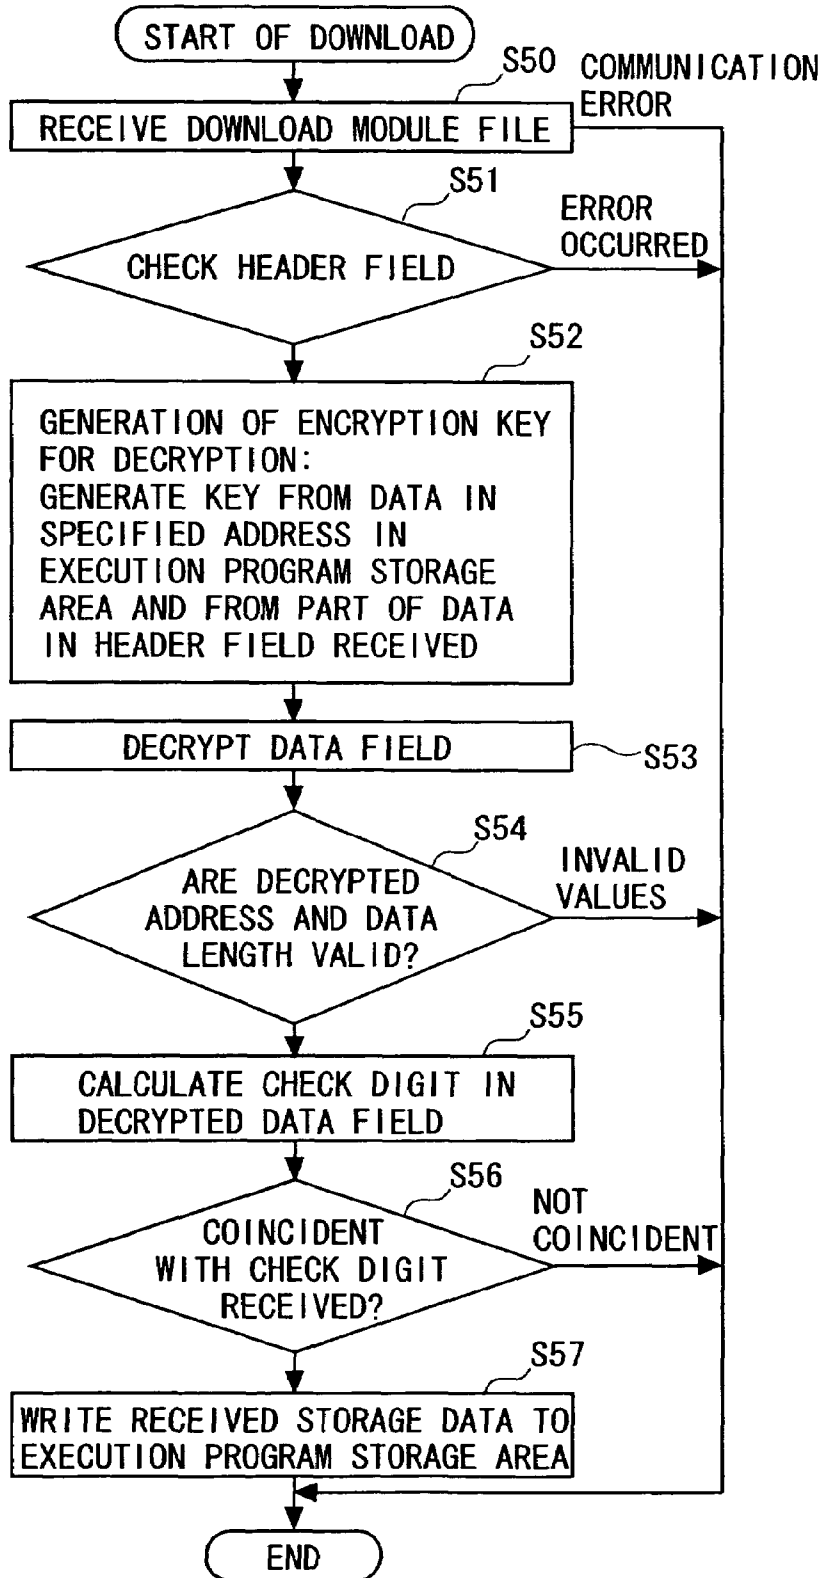 START OF DOWNLOAD
S50
COMMUNICATION
ERROR
RECEIVE DOWNLOAD MODULE FILE
S51
ERROR
OCCURRED
CHECK HEADER FIELD
S52
GENERATION OF ENCRYPTION KEY
FOR DECRYPTION:
GENERATE KEY FROM DATA IN
SPECIFIED ADDRESS IN
EXECUTION PROGRAM STORAGE
AREA AND FROM PART OF DATA
IN HEADER FIELD RECEIVED
DECRYPT DATA FIELD
S53
S54
INVALID
VALUES
ARE DECRYPTED
ADDRESS AND DATA
LENGTH VALID?
S55
CALCULATE CHECK DIGIT IN
DECRYPTED DATA FIELD
S56
NOT
COINCIDENT
COINCIDENT
WITH CHECK DIGIT
RECEIVED?
S57
WRITE RECEIVED STORAGE DATA TO
EXECUTION PROGRAM STORAGE AREA
END